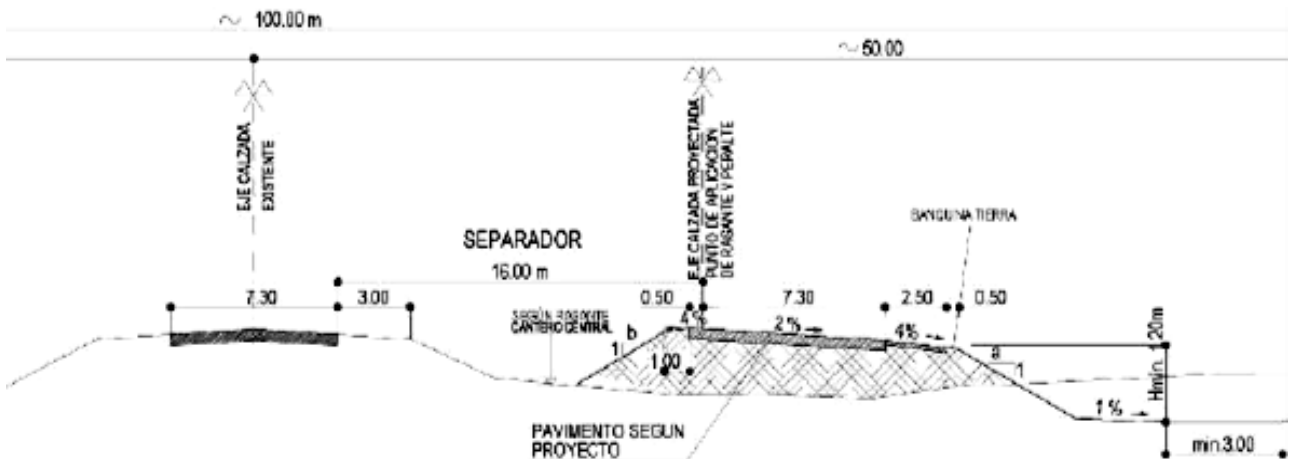 ~ 100.00 m
~ 50.00
EJE CALZADA
EXISTENTE
EJE CALZADA PROYECTADA
PUNTO DE APLICACION
DE RASANTE Y PERALTE
BANQUINA TIERRA
SEPARADOR
16.00 m
7.30
3.00
0.50
7.30
2.50
0.50
SEGÚN
CANTERO CENTRAL
4 %
2 %
4%
b
1
1.00
a
1
Hmin. 1.20m
1 %
min.3.00
PAVIMENTO SEGUN
PROYECTO